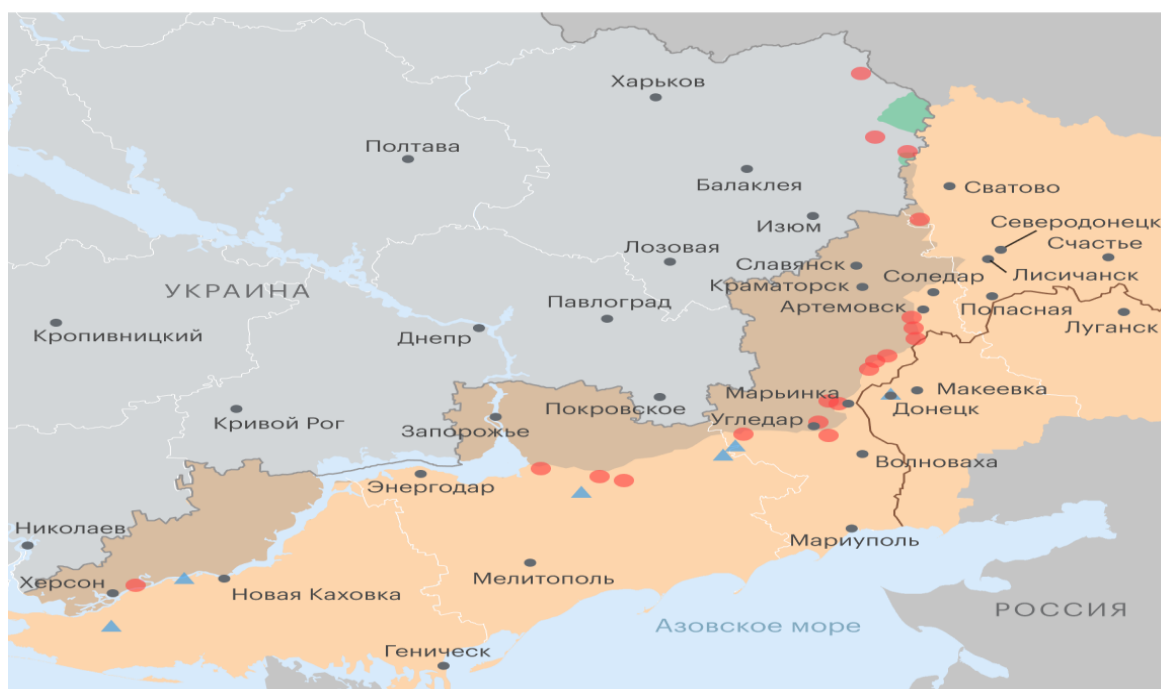 Харьков
Полтава
Балаклея
Сватово
Изюм
Северодонецк
Лозовая
Счастье
Славянск
Лисичанск
Краматорск
Соледар
УКРАИНА
Павлоград
Артемовск
Попасная
Кропивницкий
Днепр
Луганск
Марьинка
Макеевка
Покровское
Донецк
Кривой Рог
Запорожье
Угледар
Волноваха
Энергодар
Николаев
Мариуполь
Херсон
Мелитополь
Новая Каховка
РОССИЯ
Азовское море
Геническ